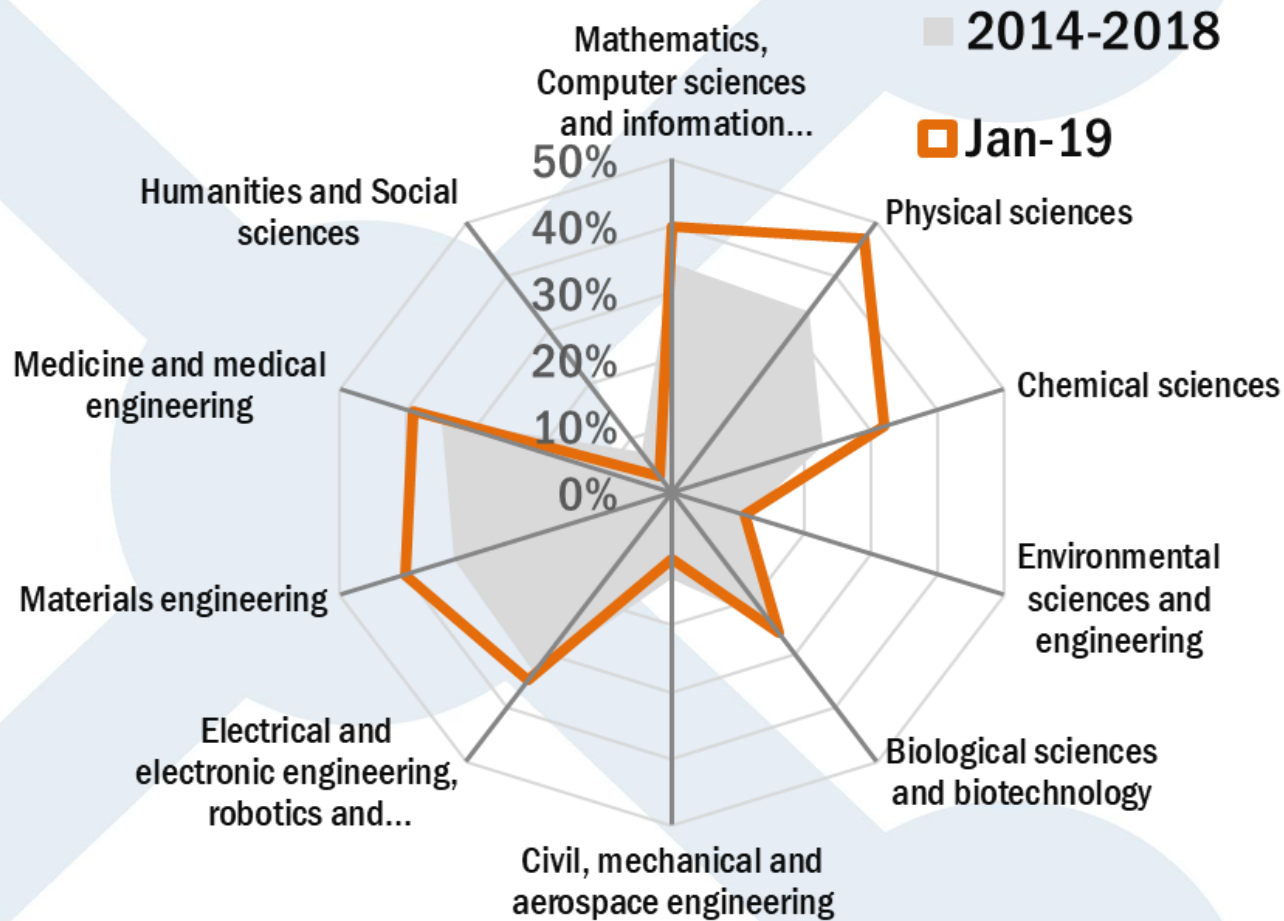 2014-2018
Jan-19
Mathematics,
Computer sciences
and information...
Physical sciences
Chemical sciences
Environmental
sciences and
engineering
Biological sciences
and biotechnology
Civil, mechanical and
aerospace engineering
Electrical and
electronic engineering,
robotics and...
Materials engineering
Medicine and medical
engineering
Humanities and Social
sciences
50%
40%
30%
20%
10%
0%